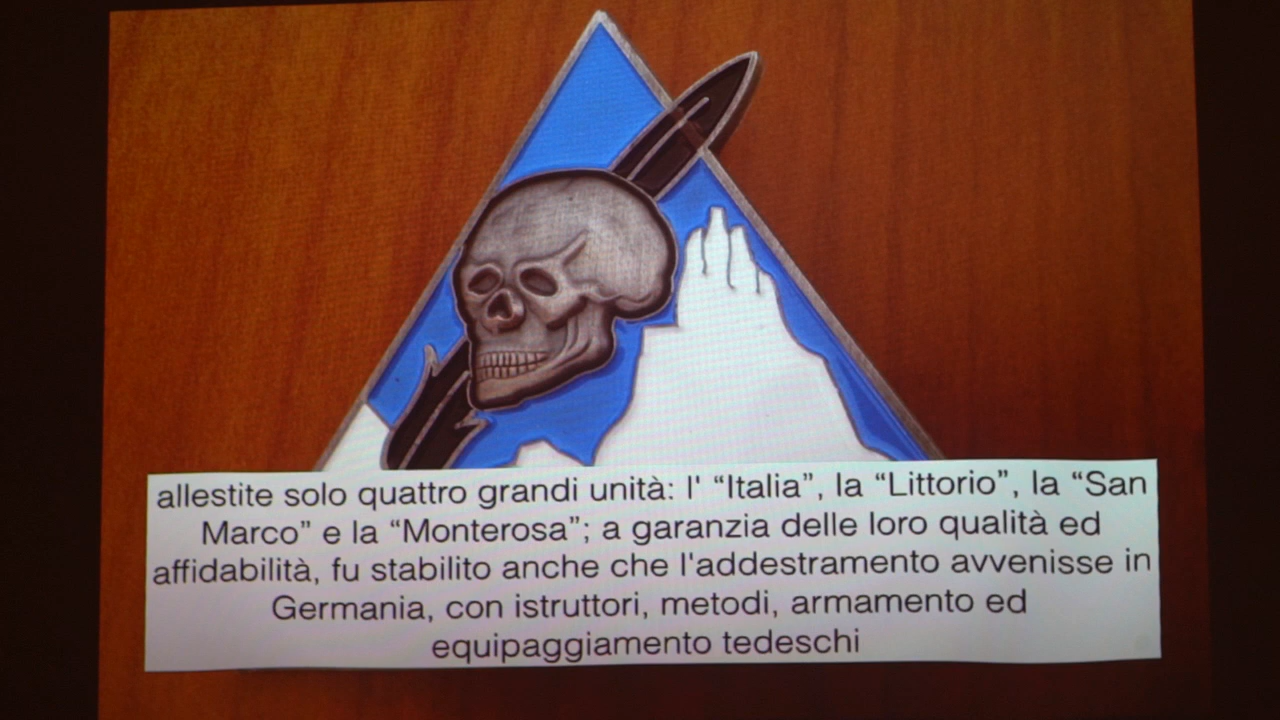 allestite solo quattro grandi unità: l' “Italia”, la “Littorio”, la “San
Marco” e la “Monterosa”; a garanzia delle loro qualità ed
affidabilità, fu stabilito anche che l'addestramento avvenisse in
Germania, con istruttori, metodi, armamento ed
equipaggiamento tedeschi